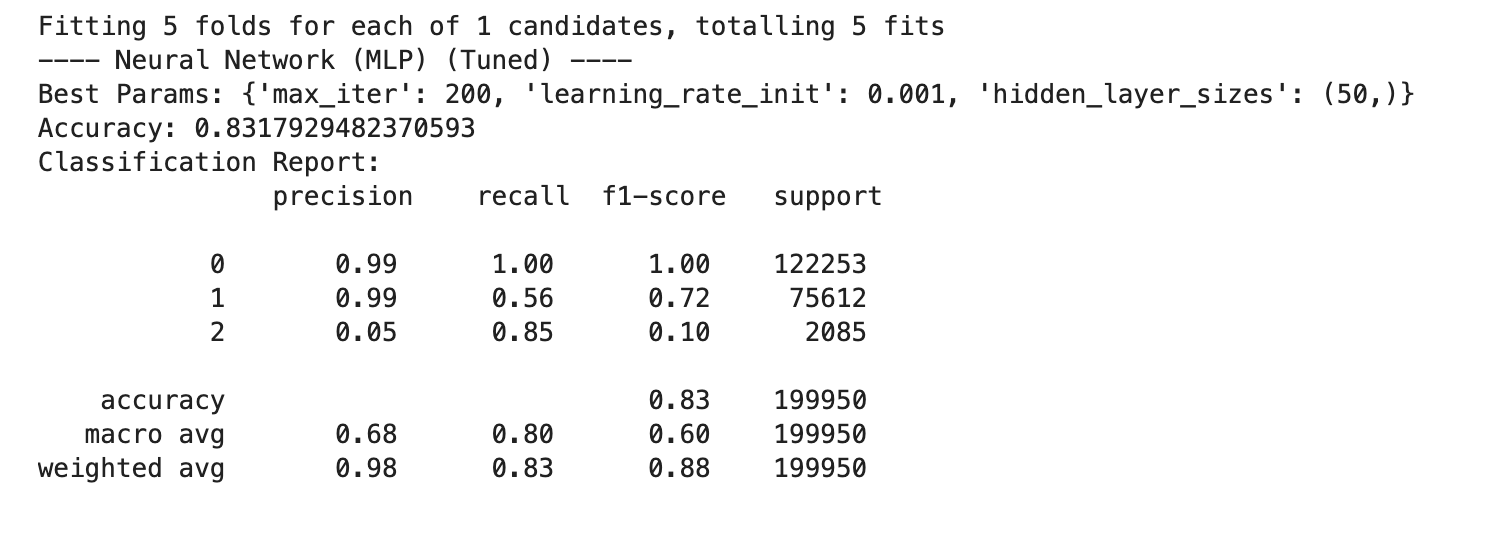 Fitting 5 folds for each of 1 candidates, totalling 5 fits
---- Neural Network (MLP) (Tuned) ----
Best Params: {'max_iter': 200, 'learning_rate_init': 0.001, 'hidden_layer_sizes': (50,)}
Accuracy: 0.8317929482370593
Classification Report:
precision recall f1-score support
0 0.99 1.00 1.00 122253
1 0.99 0.56 0.72 75612
2 0.05 0.85 0.10 2085
accuracy 0.83 199950
macro avg 0.68 0.80 0.60 199950
weighted avg 0.98 0.83 0.88 199950